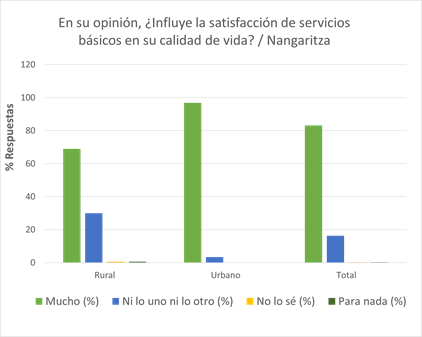 En su opinión, ¿Influye la satisfacción de servicios
básicos en su calidad de vida? / Nangaritza
% Respuestas
120
100
80
60
40
20
0
Rural Urbano Total
Mucho (%) Ni lo uno ni lo otro (%) No lo sé (%) Para nada (%)